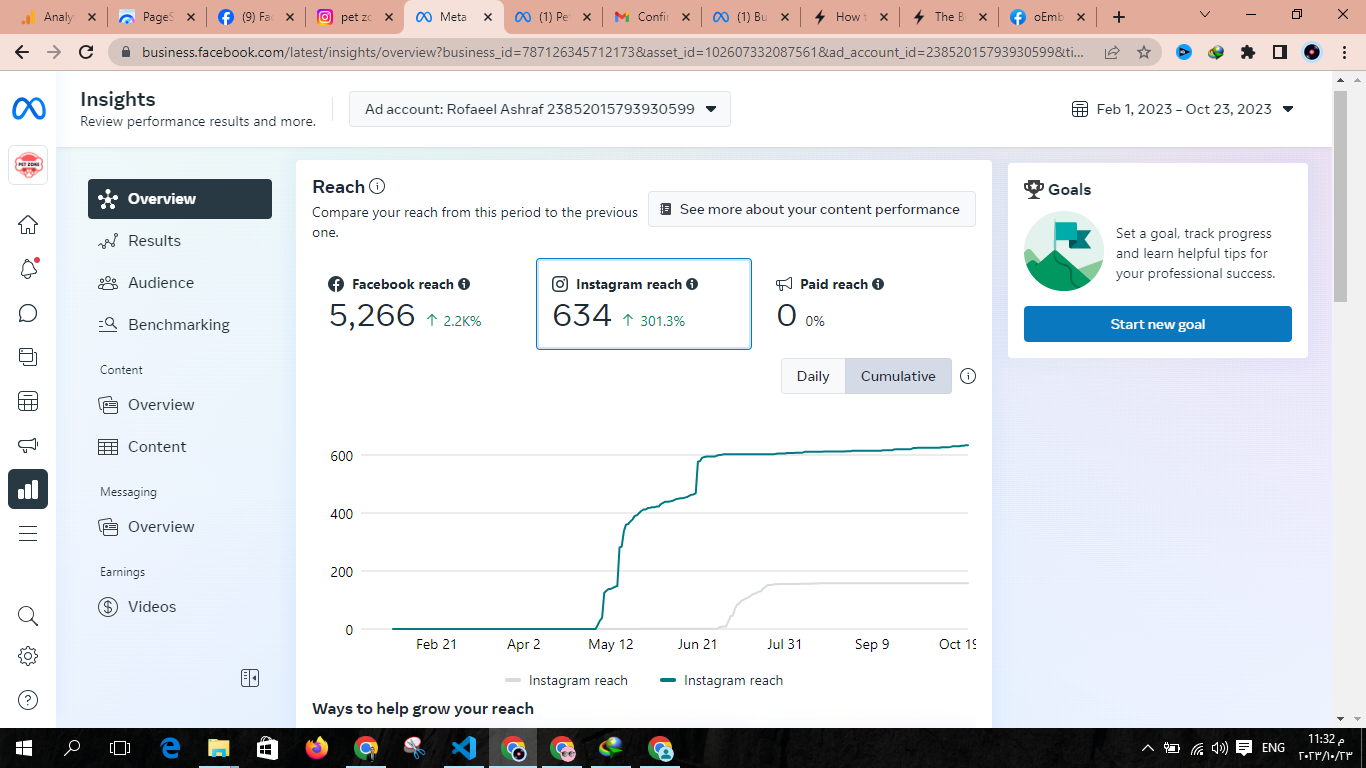 Analyt
PageS
(9) Fac
pet zo
Meta
(1) Pe
Confir
(1) Bu
How t
The B
oEmb
business.facebook.com/latest/insights/overview?business_id=787126345712173&asset_id=102607332087561&ad_account_id=23852015793930599&ti...
Insights
Review performance results and more.
Ad account: Rofaeel Ashraf 23852015793930599
Feb 1, 2023 – Oct 23, 2023
PET ZONE
Overview
Results
Audience
Benchmarking
Content
Overview
Content
Messaging
Overview
Earnings
Videos
Reach
Compare your reach from this period to the previous
one.
See more about your content performance
Facebook reach
5,266 ↑ 2.2K%
Instagram reach
634 ↑ 301.3%
Paid reach
0 0%
Daily
Cumulative
600
400
200
0
Feb 21 Apr 2 May 12 Jun 21 Jul 31 Sep 9 Oct 19
Instagram reach
Instagram reach
Ways to help grow your reach
Goals
Set a goal, track progress
and learn helpful tips for
your professional success.
Start new goal
ENG
11:32 م
٢٠٢٣/١٠/٢٣